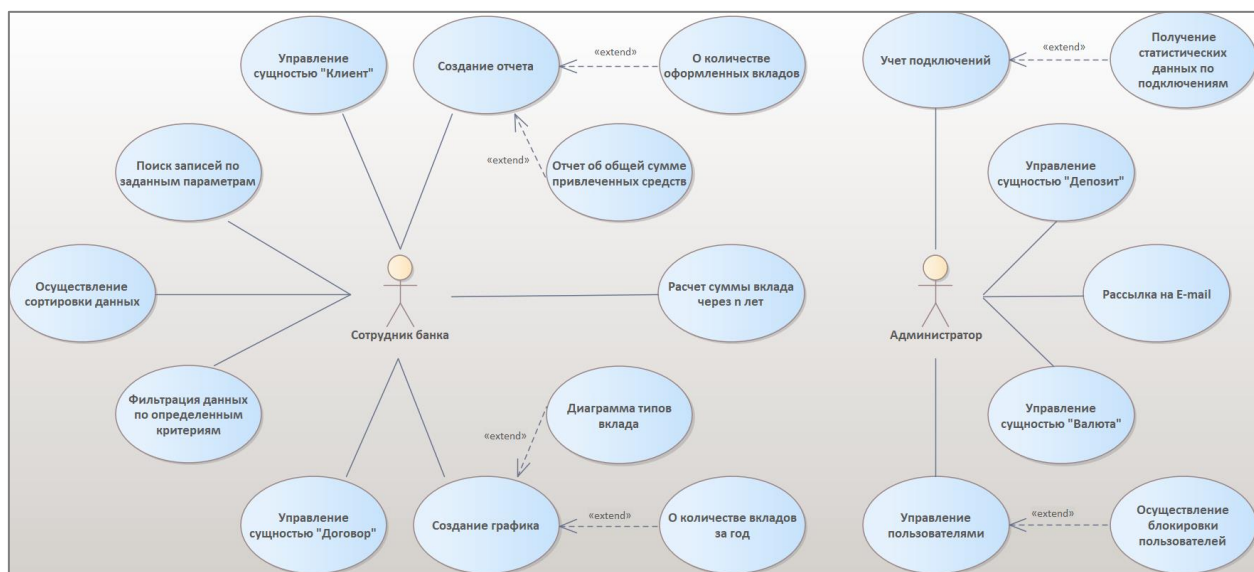 Управление
сущностью "Клиент"
Создание отчета
«extend»
О количестве
оформленных вкладов
Учет подключений
«extend»
Получение
статистических
данных по
подключениям
Поиск записей по
заданным параметрам
«extend»
Отчет об общей сумме
привлеченных средств
Управление
сущностью "Депозит"
Осуществление
сортировки данных
Сотрудник банка
Расчет суммы вклада
через n лет
Администратор
Рассылка на E-mail
Фильтрация данных
по определенным
критериям
«extend»
Диаграмма типов
вклада
Управление
сущностью "Валюта"
Управление
сущностью "Договор"
Создание графика
«extend»
О количестве вкладов
за год
Управление
пользователями
«extend»
Осуществление
блокировки
пользователей